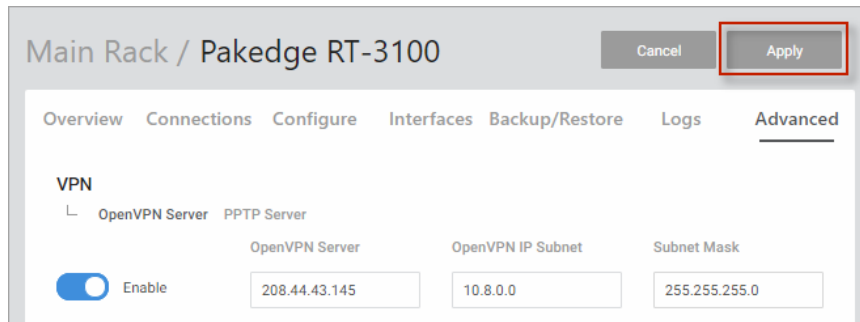 Main Rack / Pakedge RT-3100 Cancel Apply
Overview Connections Configure Interfaces Backup/Restore Logs Advanced
VPN
OpenVPN Server PPTP Server
OpenVPN Server OpenVPN IP Subnet Subnet Mask
Enable 208.44.43.145 10.8.0.0 255.255.255.0